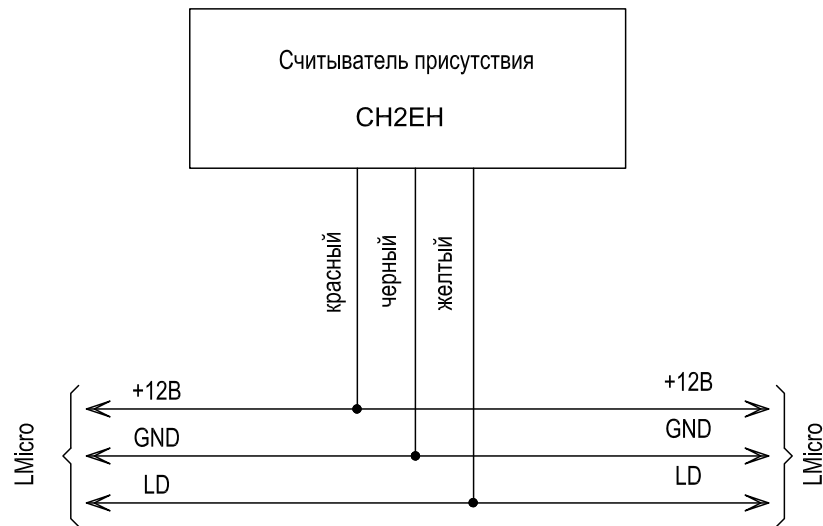 Считыватель присутствия
CH2EH
красный
черный
желтый
+12В
+12В
GND
GND
LD
LD
LMicro
LMicro